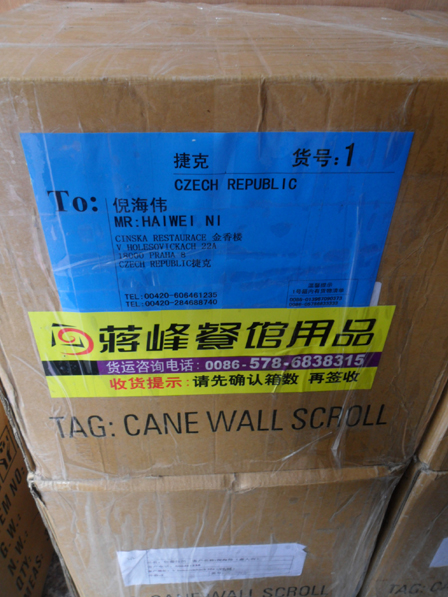 捷克 货号:1
CZECH REPUBLIC
To: 倪海伟
MR:HAIWEI NI
CINSKA RESTAURACE 金香楼
V HOLESOVICKACH 22A
18000 PRAHA 8
CZECH REPUBLIC捷克
TEL:00420-608461235
TEL:00420-284688740
蒋峰餐馆用品
货运咨询电话: 0086-578-6838315
收货提示: 请先确认箱数 再签收
TAG: CANE WALL SCROLL
G.W.
N.W.
QTY:
MEAS: